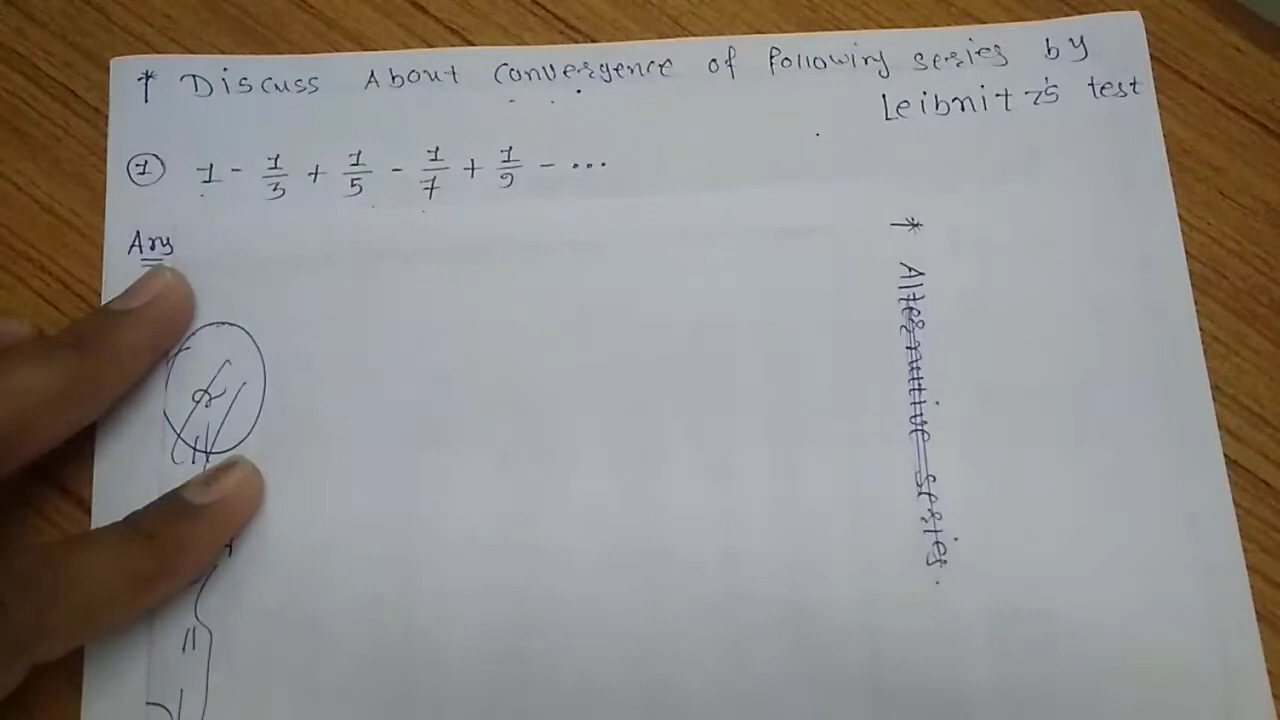 * Discuss About convergence of following series by
Leibnitz's test
① 1 - 1/3 + 1/5 - 1/7 + 1/9 - ...
Ans
* Alternative series.